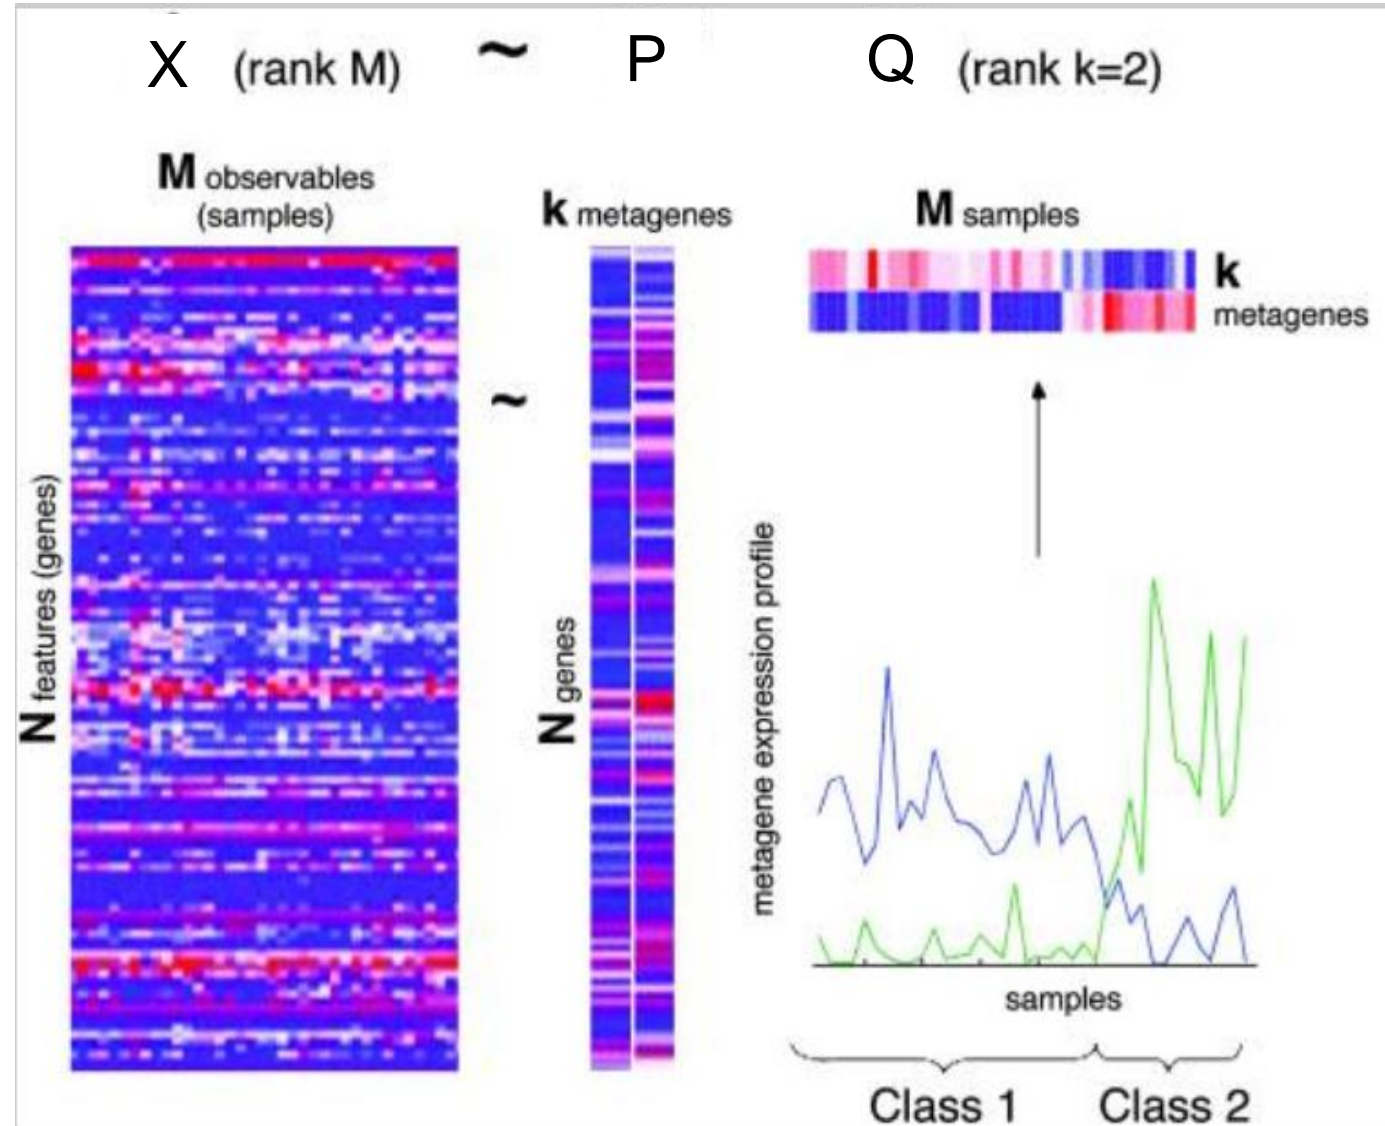 X (rank M) ~ P Q (rank k=2)
M observables
(samples)
k metagenes
M samples
k
metagenes
~
N features (genes)
N genes
metagene expression profile
samples
Class 1 Class 2